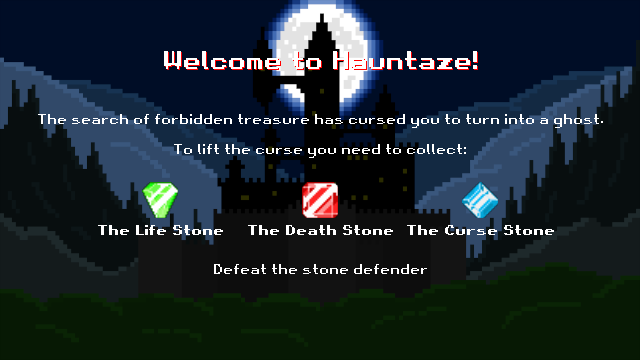 Welcome to Hauntaze!
The search of forbidden treasure has cursed you to turn into a ghost.
To lift the curse you need to collect:
The Life Stone The Death Stone The Curse Stone
Defeat the stone defender